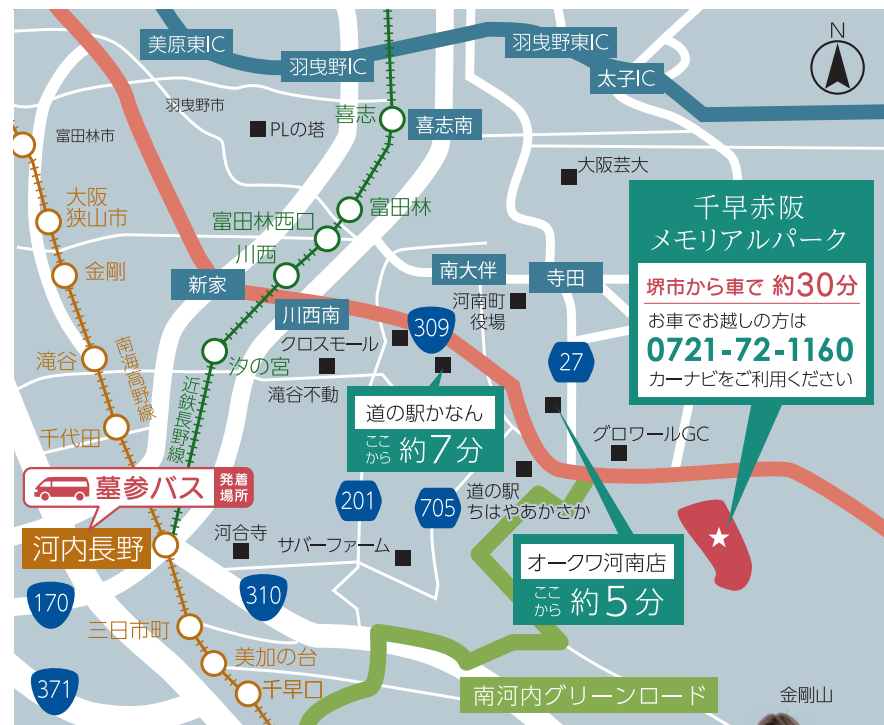 美原東IC
羽曳野IC
羽曳野東IC
太子IC
N
羽曳野市
富田林市
PLの塔
喜志
喜志南
大阪芸大
大阪
狭山市
富田林西口
富田林
川西
金剛
新家
川西南
南大伴
寺田
河南町
役場
千早赤阪
メモリアルパーク
堺市から車で 約30分
お車でお越しの方は
0721-72-1160
カーナビをご利用ください
309
27
クロスモール
滝谷不動
滝谷
南海高野線
汐の宮
近鉄長野線
千代田
道の駅かなん
ここ
から 約7分
グロワールGC
道の駅
ちはやあかさか
201
705
墓参バス
発着
場所
河内長野
河合寺
サバーファーム
オークワ河南店
ここ
から 約5分
170
310
三日市町
美加の台
371
千早口
南河内グリーンロード
金剛山